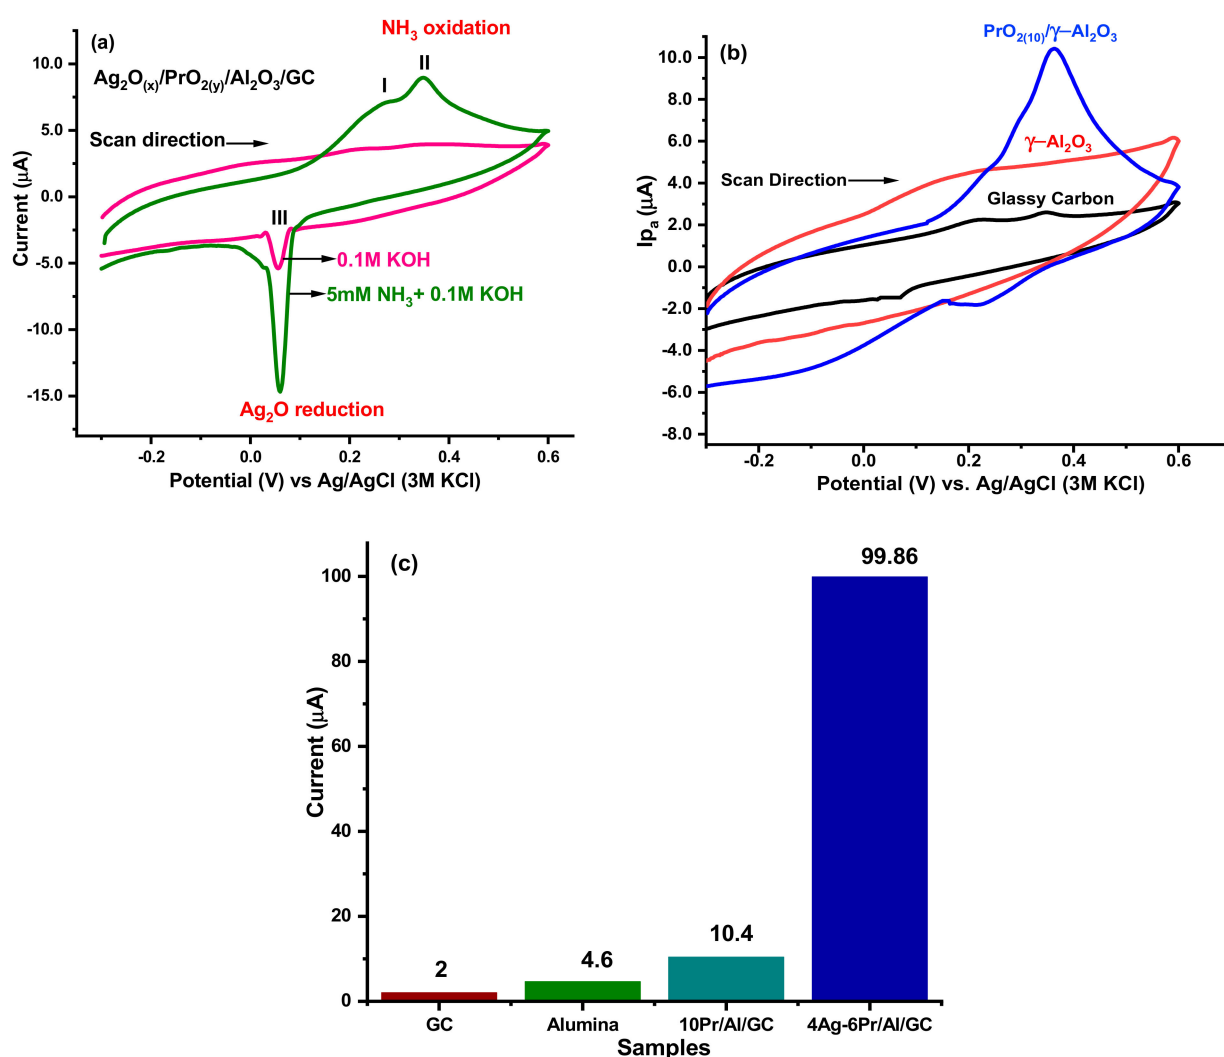 (a)
NH₃ oxidation
Ag₂O₍ₓ₎/PrO₂₍y₎/Al₂O₃/GC
I
II
Scan direction
III
0.1M KOH
5mM NH₃+ 0.1M KOH
Ag₂O reduction
10.0
5.0
0.0
-5.0
-10.0
-15.0
Current (µA)
-0.2 0.0 0.2 0.4 0.6
Potential (V) vs Ag/AgCl (3M KCl)
(b)
PrO₂₍₁₀₎/γ–Al₂O₃
γ–Al₂O₃
Scan Direction
Glassy Carbon
10.0
8.0
6.0
4.0
2.0
0.0
-2.0
-4.0
-6.0
-8.0
Ipₐ (µA)
-0.2 0.0 0.2 0.4 0.6
Potential (V) vs. Ag/AgCl (3M KCl)
(c)
99.86
10.4
4.6
2
100
80
60
40
20
0
Current (µA)
GC Alumina 10Pr/Al/GC 4Ag-6Pr/Al/GC
Samples